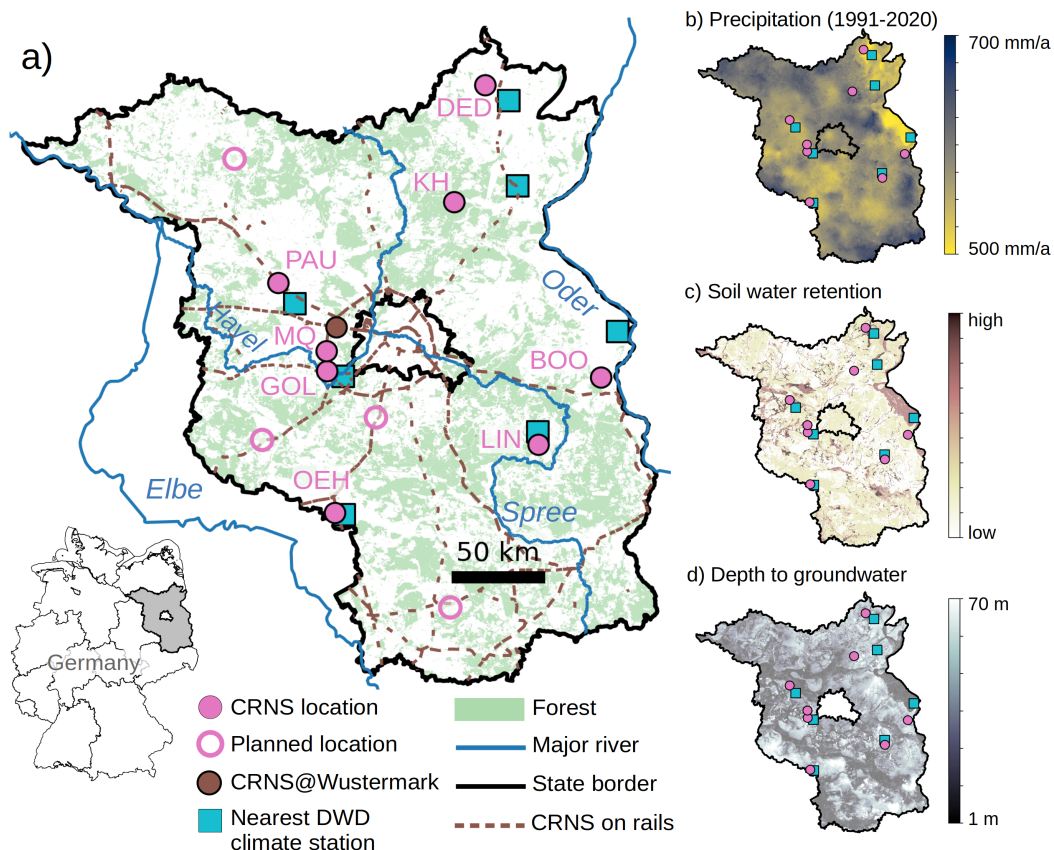 a)
DED
KH
PAU
Oder
Havel
MQ
BOO
GOL
LIN
OEH
Elbe
Spree
50 km
Germany
CRNS location
Planned location
CRNS@Wustermark
Nearest DWD
climate station
Forest
Major river
State border
CRNS on rails
b) Precipitation (1991-2020)
700 mm/a
500 mm/a
c) Soil water retention
high
low
d) Depth to groundwater
70 m
1 m